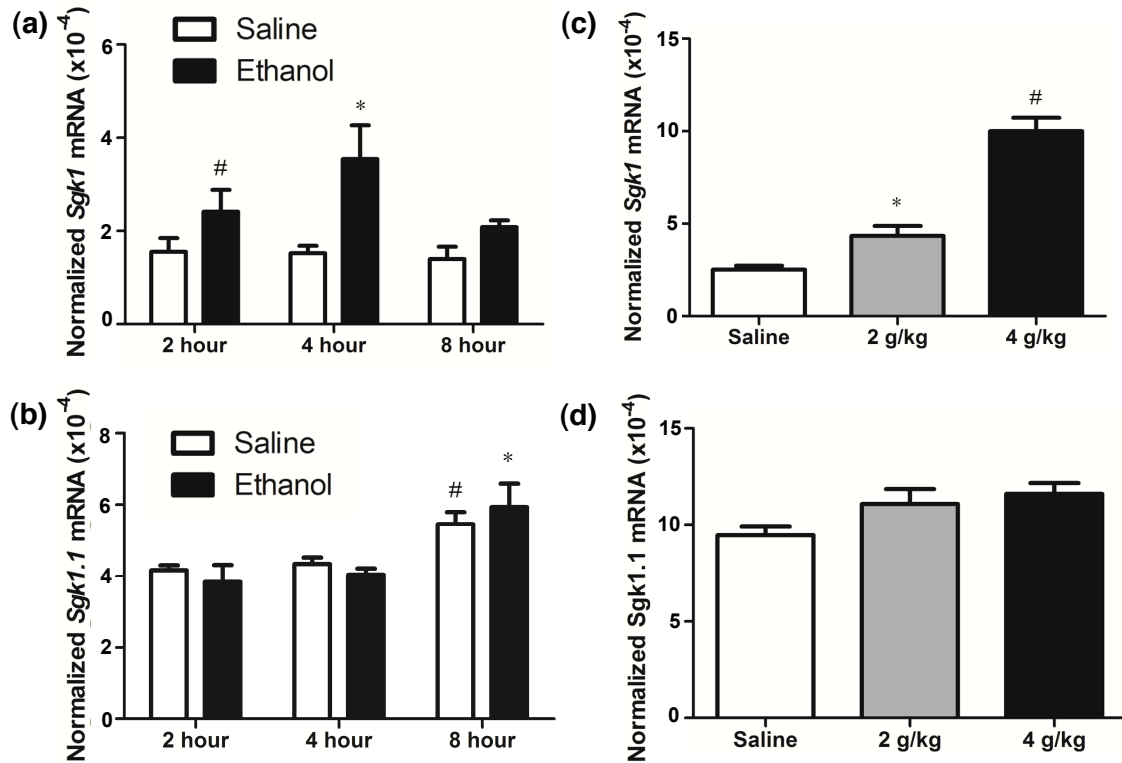 (a)
Normalized Sgk1 mRNA (x10-4)
Saline
Ethanol
6
4
2
0
#
*
2 hour
4 hour
8 hour
(c)
Normalized Sgk1 mRNA (x10-4)
15
10
5
0
*
#
Saline
2 g/kg
4 g/kg
(b)
Normalized Sgk1.1 mRNA (x10-4)
Saline
Ethanol
8
6
4
2
0
#
*
2 hour
4 hour
8 hour
(d)
Normalized Sgk1.1 mRNA (x10-4)
15
10
5
0
Saline
2 g/kg
4 g/kg